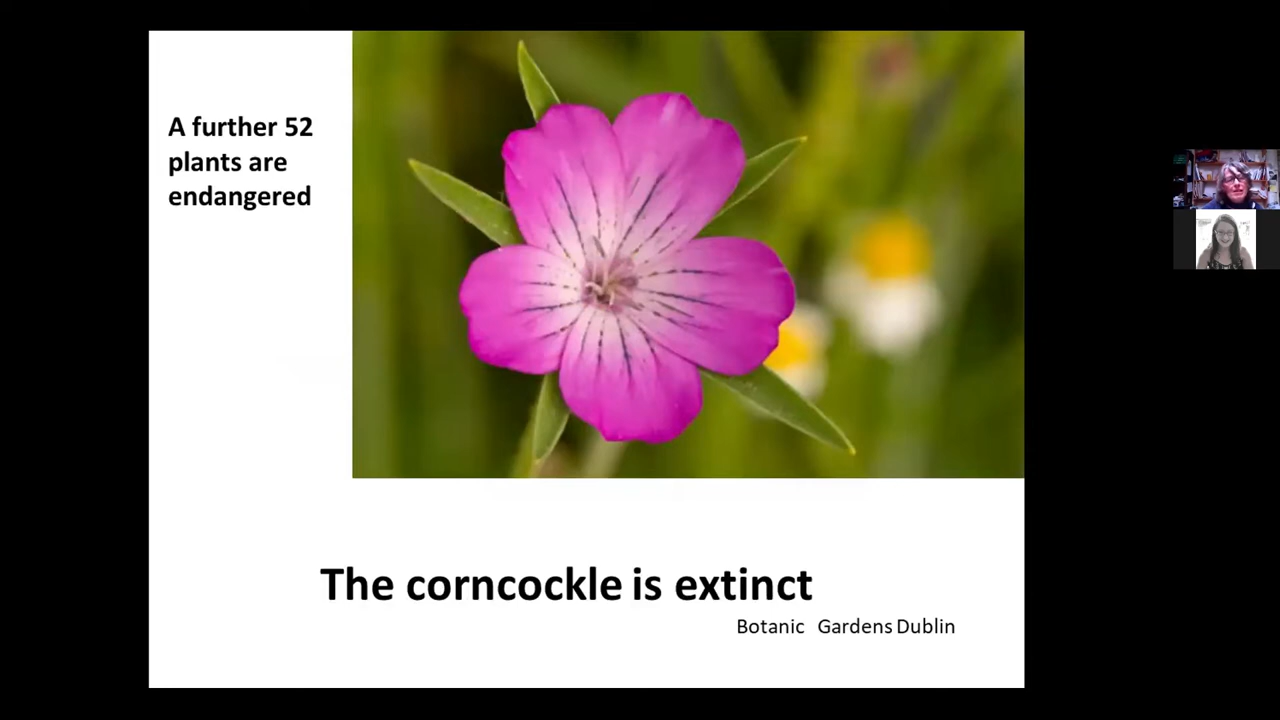 A further 52
plants are
endangered
The corncockle is extinct
Botanic Gardens Dublin